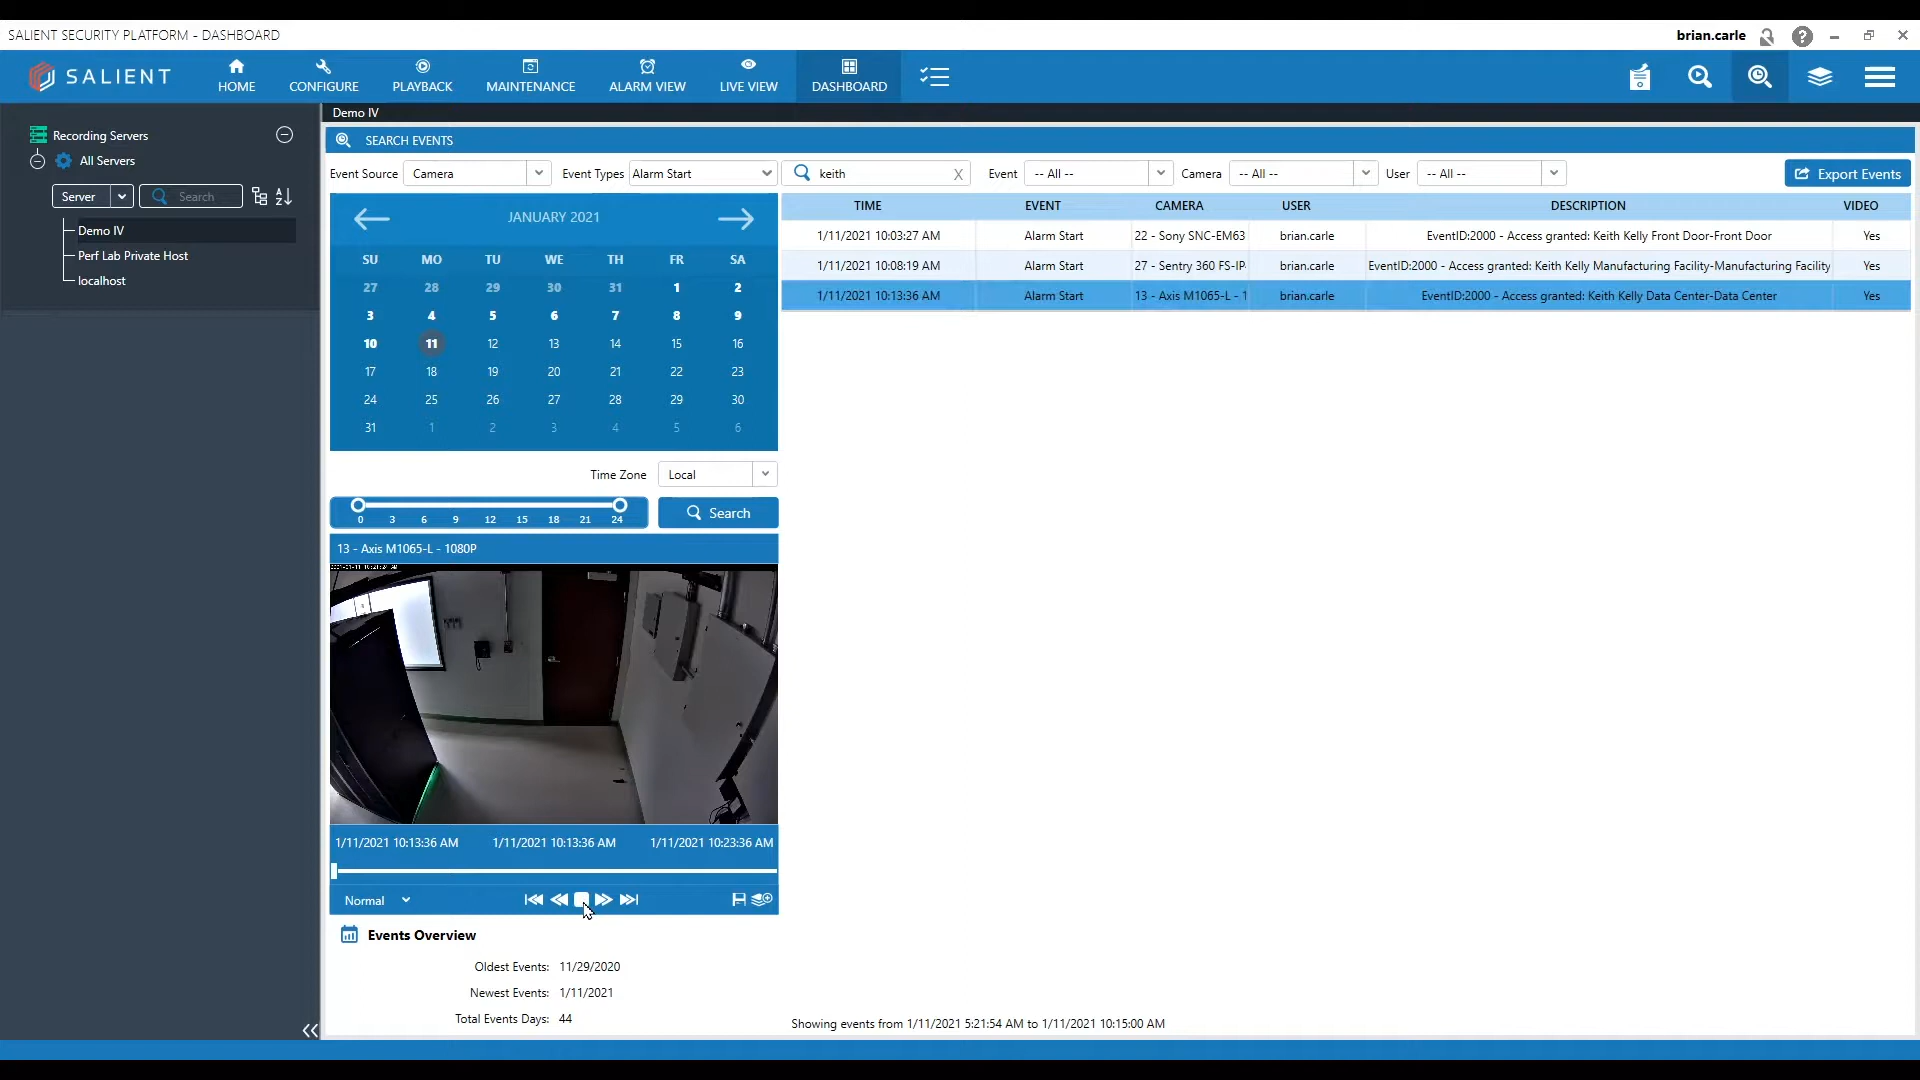 SALIENT SECURITY PLATFORM - DASHBOARD
brian.carle
SALIENT
HOME
CONFIGURE
PLAYBACK
MAINTENANCE
ALARM VIEW
LIVE VIEW
DASHBOARD
Recording Servers
All Servers
Server
Search
Demo IV
Perf Lab Private Host
localhost
Demo IV
SEARCH EVENTS
Event Source Camera Event Types Alarm Start keith X Event -- All -- Camera -- All -- User -- All -- Export Events
JANUARY 2021
SU MO TU WE TH FR SA
27 28 29 30 31 1 2
3 4 5 6 7 8 9
10 11 12 13 14 15 16
17 18 19 20 21 22 23
24 25 26 27 28 29 30
31 1 2 3 4 5 6
Time Zone Local
0 3 6 9 12 15 18 21 24
Search
13 - Axis M1065-L - 1080P
1/11/2021 10:13:36 AM 1/11/2021 10:13:36 AM 1/11/2021 10:23:36 AM
Normal
Events Overview
Oldest Events: 11/29/2020
Newest Events: 1/11/2021
Total Events Days: 44
TIME EVENT CAMERA USER DESCRIPTION VIDEO
1/11/2021 10:03:27 AM Alarm Start 22 - Sony SNC-EM63 brian.carle EventID:2000 - Access granted: Keith Kelly Front Door-Front Door Yes
1/11/2021 10:08:19 AM Alarm Start 27 - Sentry 360 FS-IP- brian.carle EventID:2000 - Access granted: Keith Kelly Manufacturing Facility-Manufacturing Facility Yes
1/11/2021 10:13:36 AM Alarm Start 13 - Axis M1065-L - 1 brian.carle EventID:2000 - Access granted: Keith Kelly Data Center-Data Center Yes
Showing events from 1/11/2021 5:21:54 AM to 1/11/2021 10:15:00 AM